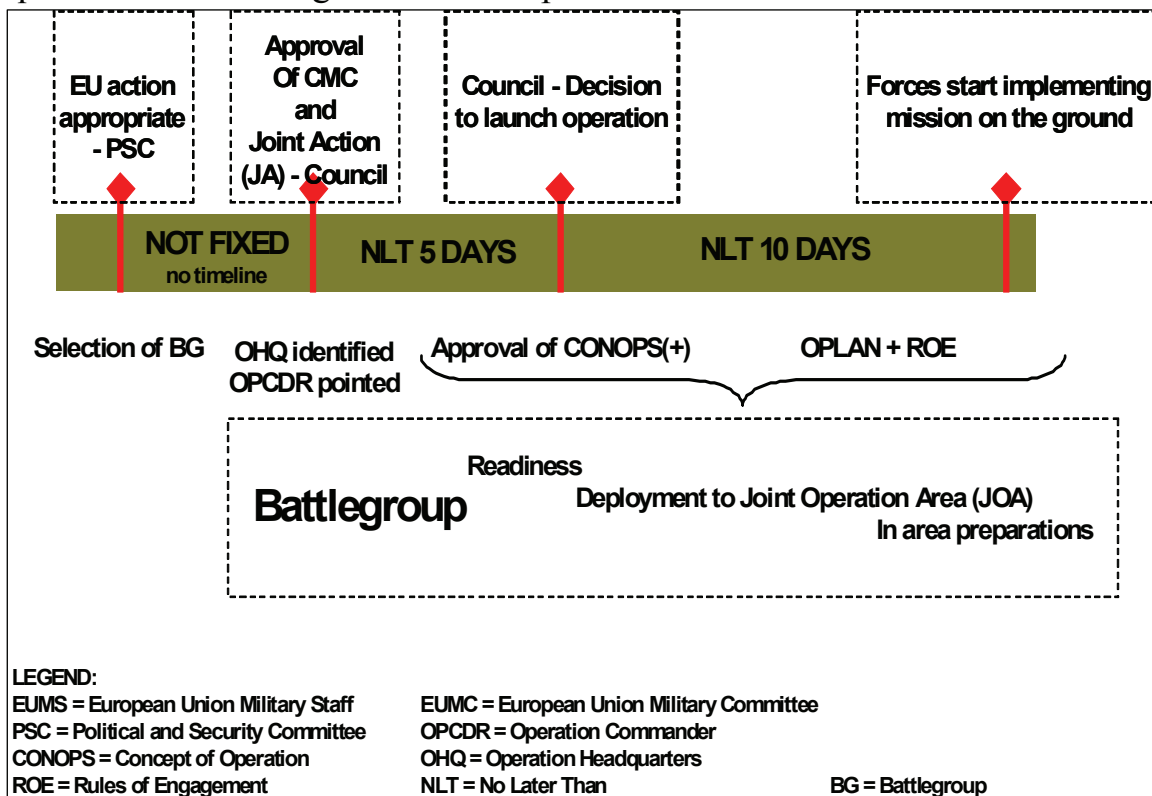 EU action
appropriate
- PSC
Approval
Of CMC
and
Joint Action
(JA) - Council
Council - Decision
to launch operation
Forces start implementing
mission on the ground
NOT FIXED
no timeline
NLT 5 DAYS
NLT 10 DAYS
Selection of BG
OHQ identified
OPCDR pointed
Approval of CONOPS(+)
OPLAN + ROE
Battlegroup
Readiness
Deployment to Joint Operation Area (JOA)
In area preparations
LEGEND:
EUMS = European Union Military Staff
EUMC = European Union Military Committee
PSC = Political and Security Committee
OPCDR = Operation Commander
CONOPS = Concept of Operation
OHQ = Operation Headquarters
ROE = Rules of Engagement
NLT = No Later Than
BG = Battlegroup